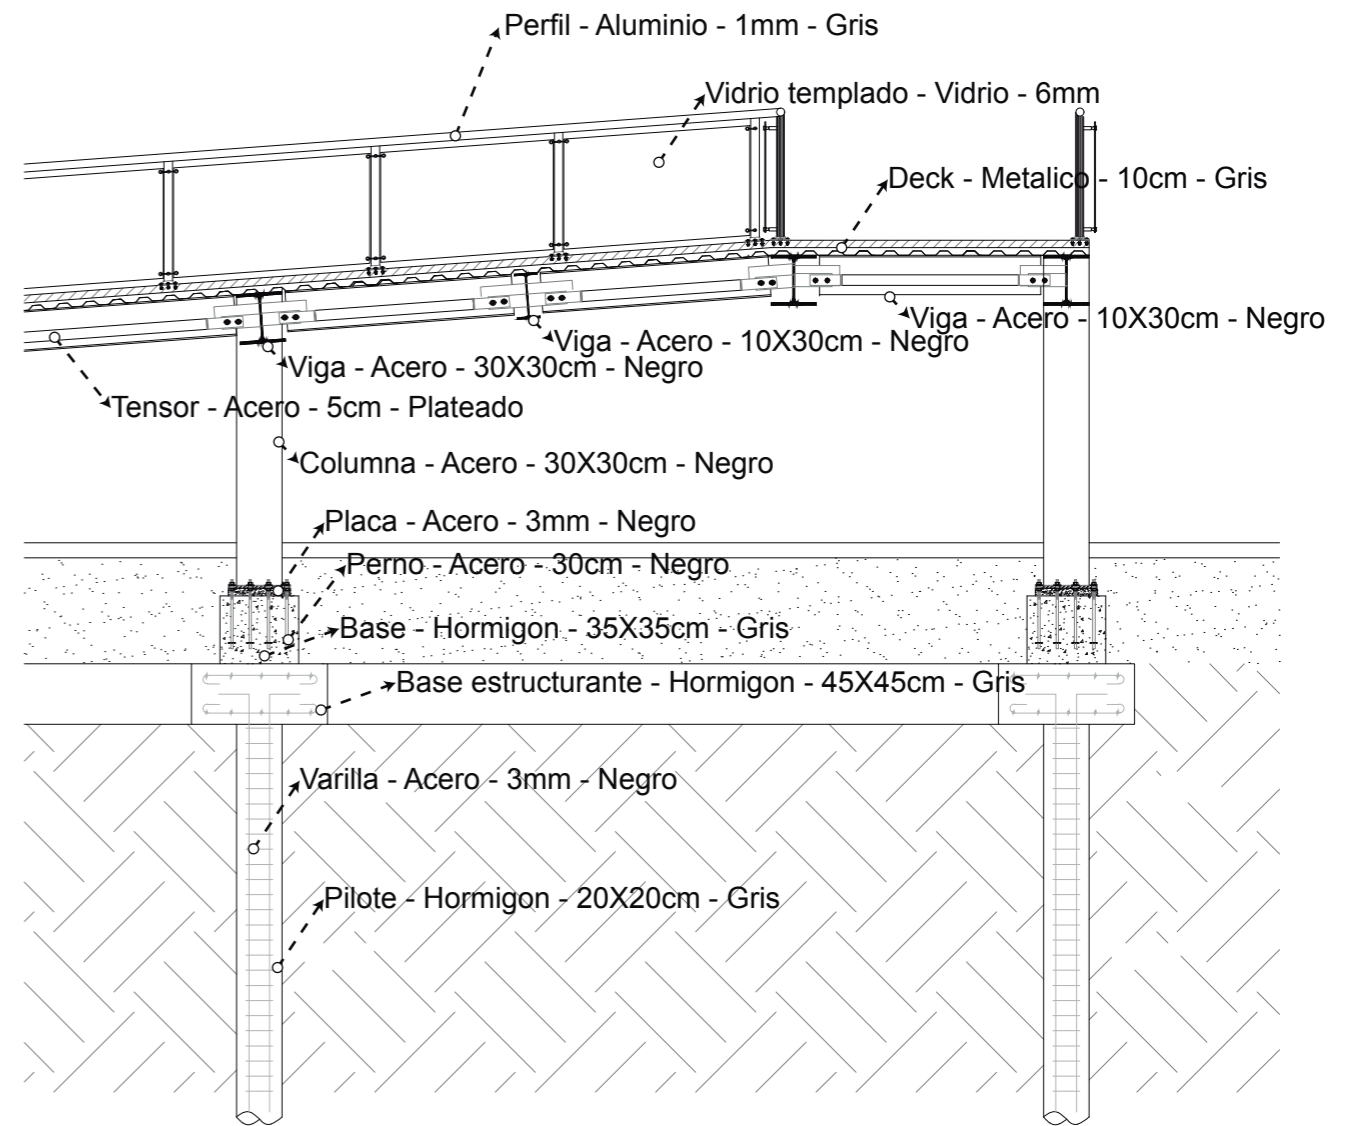 Perfil - Aluminio - 1mm - Gris
Vidrio templado - Vidrio - 6mm
Deck - Metalico - 10cm - Gris
Viga - Acero - 10X30cm - Negro
Viga - Acero - 10X30cm - Negro
Viga - Acero - 30X30cm - Negro
Tensor - Acero - 5cm - Plateado
Columna - Acero - 30X30cm - Negro
Placa - Acero - 3mm - Negro
Perno - Acero - 30cm - Negro
Base - Hormigon - 35X35cm - Gris
Base estructurante - Hormigon - 45X45cm - Gris
Varilla - Acero - 3mm - Negro
Pilote - Hormigon - 20X20cm - Gris